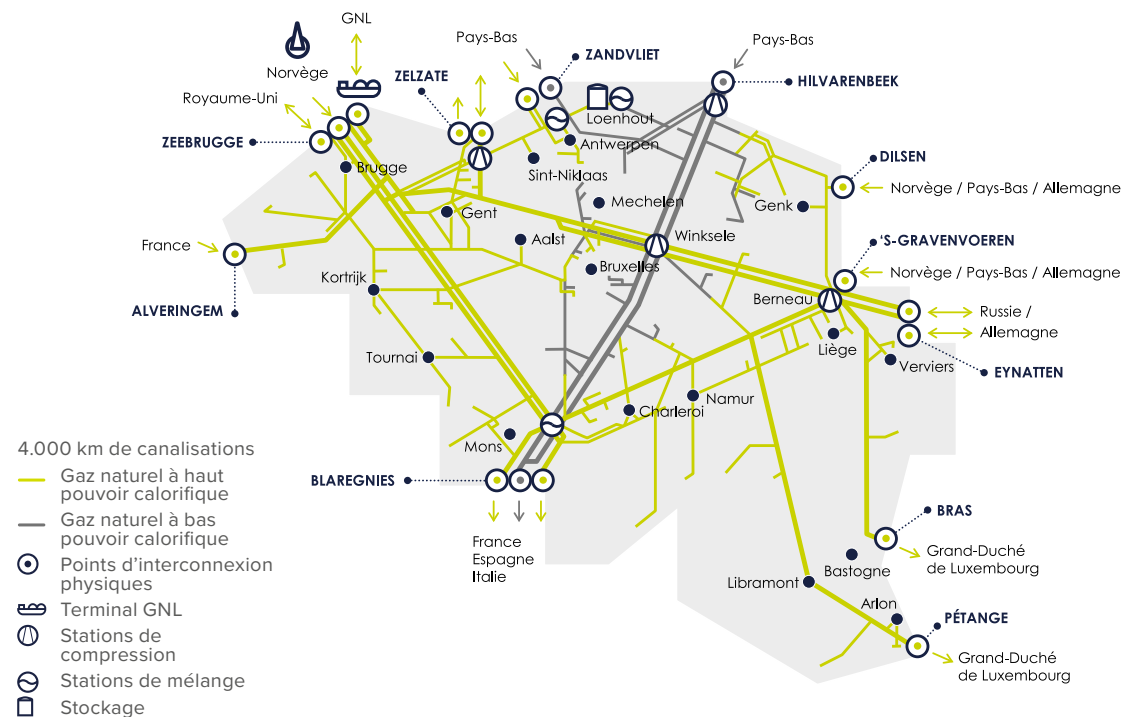 GNL
Norvège
Pays-Bas
ZANDVLIET
Pays-Bas
HILVARENBEEK
ZELZATE
Royaume-Uni
ZEEBRUGGE
Loenhout
Antwerpen
Brugge
Sint-Niklaas
DILSEN
Norvège / Pays-Bas / Allemagne
Gent
Mechelen
Genk
France
Aalst
Winksele
'S-GRAVENVOEREN
Bruxelles
Norvège / Pays-Bas / Allemagne
Kortrijk
Berneau
ALVERINGEM
Russie /
Allemagne
Liège
Tournai
Verviers
EYNATTEN
Namur
Charleroi
Mons
BLAREGNIES
BRAS
France
Espagne
Italie
Grand-Duché
de Luxembourg
Bastogne
Libramont
Arlon
PÉTANGE
Grand-Duché
de Luxembourg
4.000 km de canalisations
Gaz naturel à haut
pouvoir calorifique
Gaz naturel à bas
pouvoir calorifique
Points d'interconnexion
physiques
Terminal GNL
Stations de
compression
Stations de mélange
Stockage